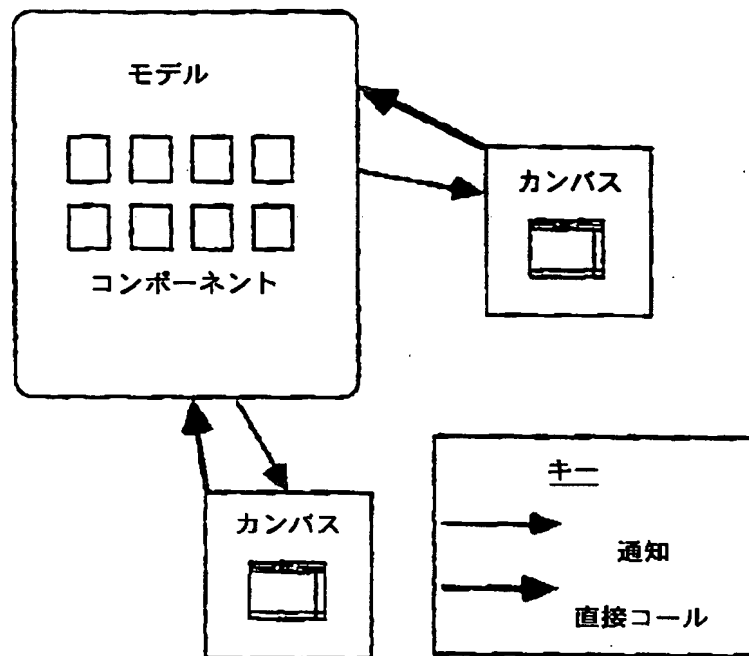 モデル
コンポーネント
カンバス
カンバス
キー
通知
直接コール